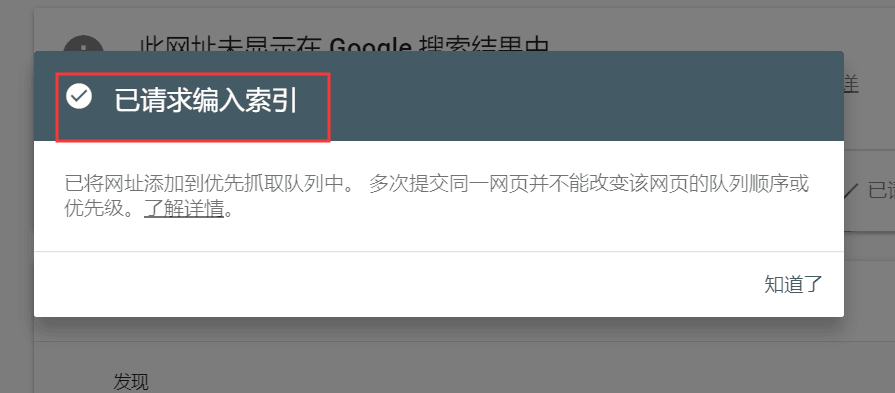 此网址未显示在 Google 搜索结果中
已请求编入索引
详
已将网址添加到优先抓取队列中。 多次提交同一网页并不能改变该网页的队列顺序或
优先级。了解详情。
已请
知道了
发现